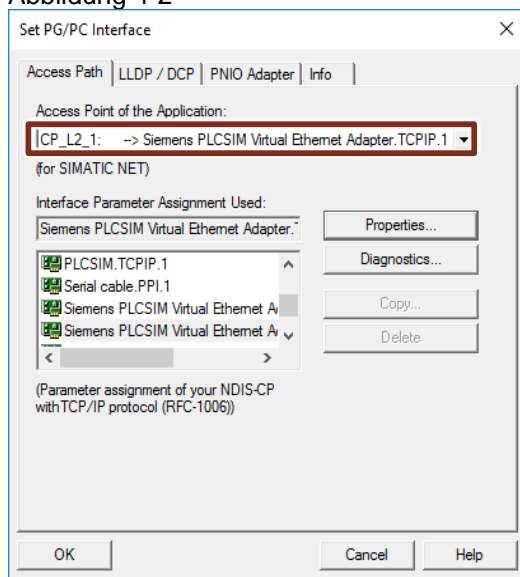 Abbildung 1-2
Set PG/PC Interface
Access Path LLDP / DCP PNIO Adapter Info
Access Point of the Application:
CP_L2_1: --> Siemens PLCSIM Virtual Ethernet Adapter.TCPIP.1
(for SIMATIC NET)
Interface Parameter Assignment Used:
Siemens PLCSIM Virtual Ethernet Adapter.
Properties...
PLCSIM.TCPIP.1
Diagnostics...
Serial cable.PPI.1
Siemens PLCSIM Virtual Ethernet
Copy...
Siemens PLCSIM Virtual Ethernet
Delete
(Parameter assignment of your NDIS-CP
with TCP/IP protocol (RFC-1006))
OK Cancel Help